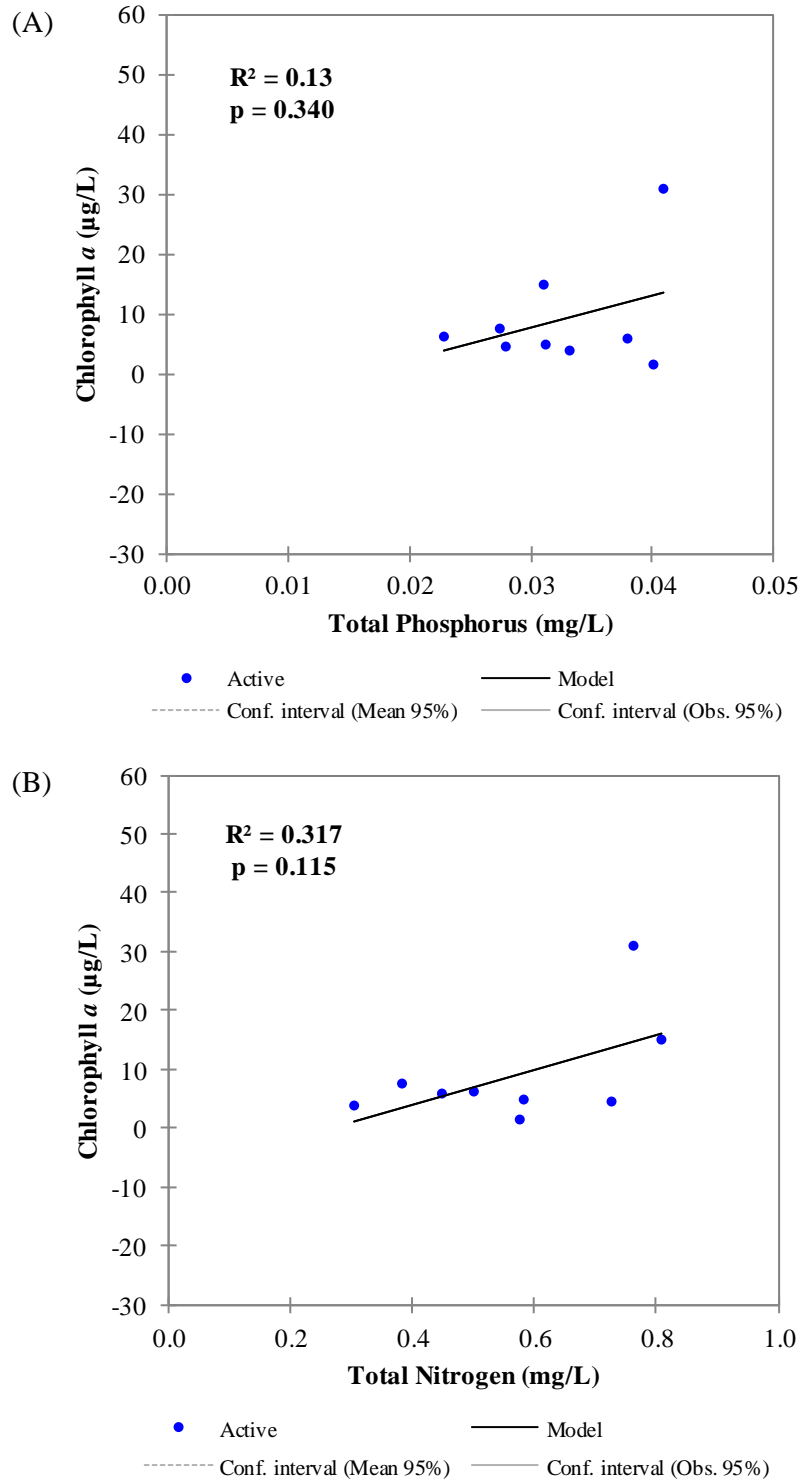 (A)
60
50
40
30
20
10
0
-10
-20
-30
R² = 0.13
p = 0.340
Chlorophyll a (µg/L)
0.00 0.01 0.02 0.03 0.04 0.05
Total Phosphorus (mg/L)
Active Model
Conf. interval (Mean 95%) Conf. interval (Obs. 95%)
(B)
60
50
40
30
20
10
0
-10
-20
-30
R² = 0.317
p = 0.115
Chlorophyll a (µg/L)
0.0 0.2 0.4 0.6 0.8 1.0
Total Nitrogen (mg/L)
Active Model
Conf. interval (Mean 95%) Conf. interval (Obs. 95%)